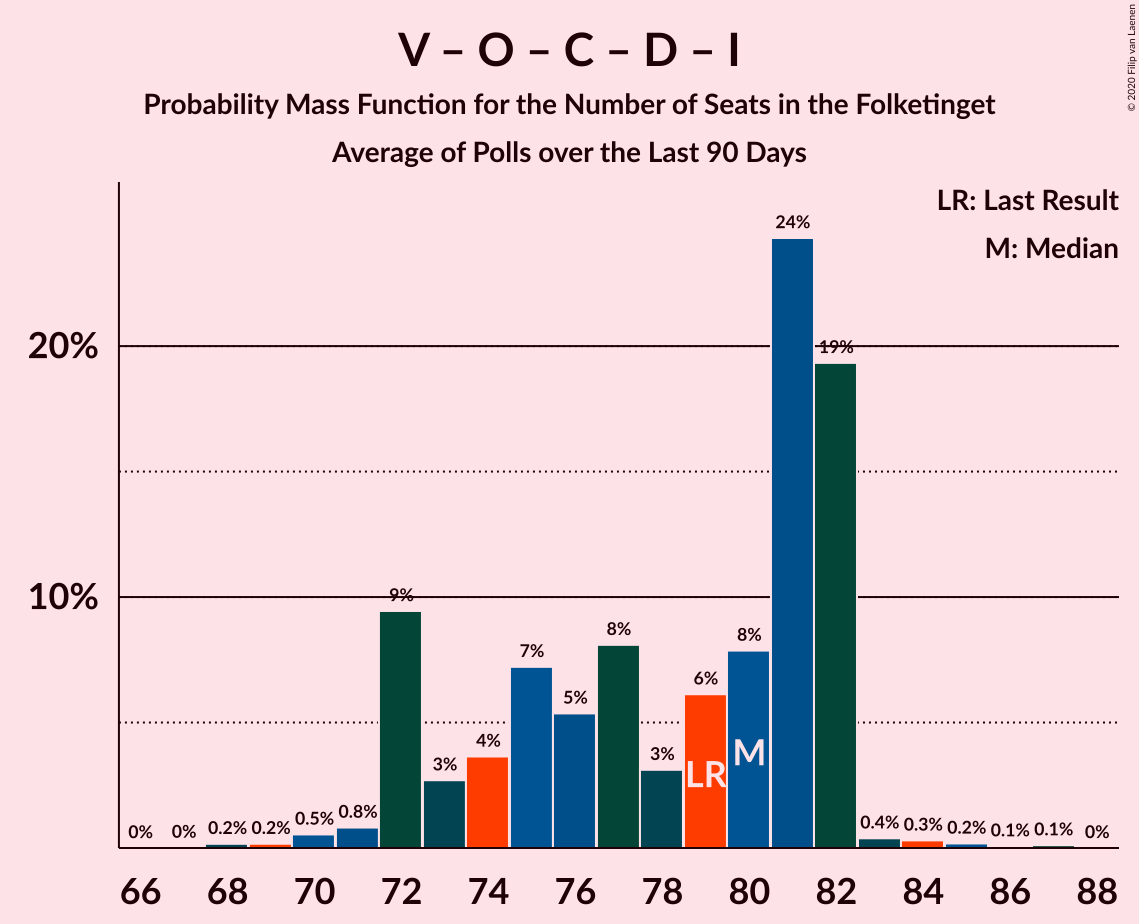 V – O – C – D – I
Probability Mass Function for the Number of Seats in the Folketinget
Average of Polls over the Last 90 Days
© 2020 Filip van Laenen
LR: Last Result
M: Median
20%
10%
0%
0%
0.2%
0.2%
0.5%
0.8%
9%
3%
4%
7%
5%
8%
3%
6%
8%
24%
19%
0.4%
0.3%
0.2%
0.1%
0.1%
0%
LR
M
66 68 70 72 74 76 78 80 82 84 86 88